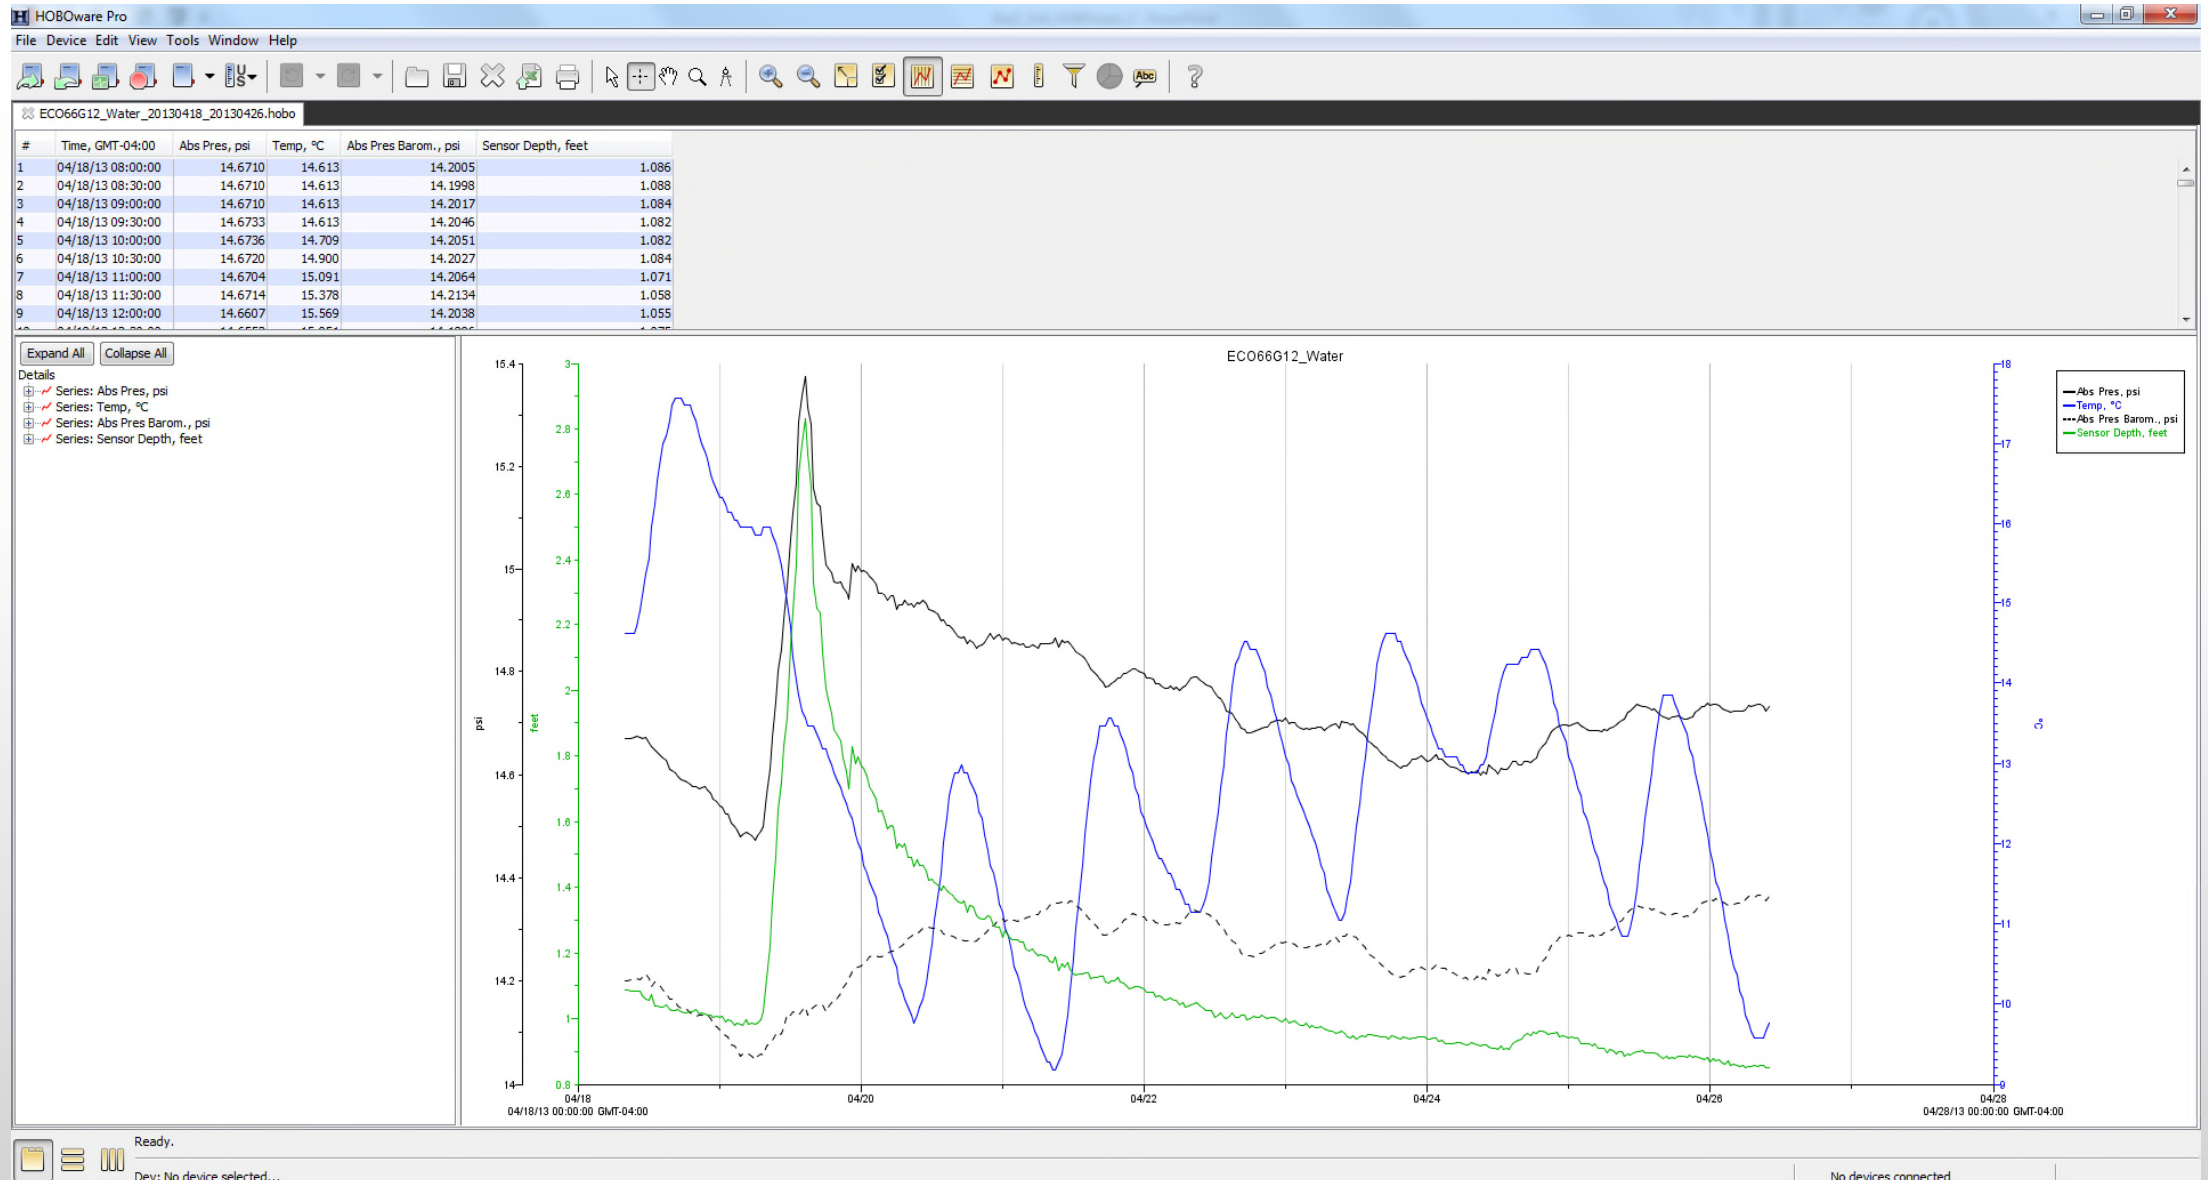 HOBOware Pro
File Device Edit View Tools Window Help
Abc
ECO66G12_Water_20130418_20130426.hobo
# Time, GMT-04:00 Abs Pres, psi Temp, °C Abs Pres Barom., psi Sensor Depth, feet
1 04/18/13 08:00:00 14.6710 14.613 14.2005 1.086
2 04/18/13 08:30:00 14.6710 14.613 14.1998 1.088
3 04/18/13 09:00:00 14.6710 14.613 14.2017 1.084
4 04/18/13 09:30:00 14.6733 14.613 14.2046 1.082
5 04/18/13 10:00:00 14.6736 14.709 14.2051 1.082
6 04/18/13 10:30:00 14.6720 14.900 14.2027 1.084
7 04/18/13 11:00:00 14.6704 15.091 14.2064 1.071
8 04/18/13 11:30:00 14.6714 15.378 14.2134 1.058
9 04/18/13 12:00:00 14.6607 15.569 14.2038 1.055
Expand All Collapse All
Details
Series: Abs Pres, psi
Series: Temp, °C
Series: Abs Pres Barom., psi
Series: Sensor Depth, feet
ECO66G12_Water
15.4
15.2
15
14.8
14.6
14.4
14.2
14
psi
3
2.8
2.6
2.4
2.2
2
1.8
1.6
1.4
1.2
1
0.8
feet
18
17
16
15
14
13
12
11
10
9
°C
Abs Pres, psi
Temp, °C
Abs Pres Barom., psi
Sensor Depth, feet
04/18 04/20 04/22 04/24 04/26 04/28
04/18/13 00:00:00 GMT-04:00 04/28/13 00:00:00 GMT-04:00
Ready.
Dev: No device selected... No devices connected